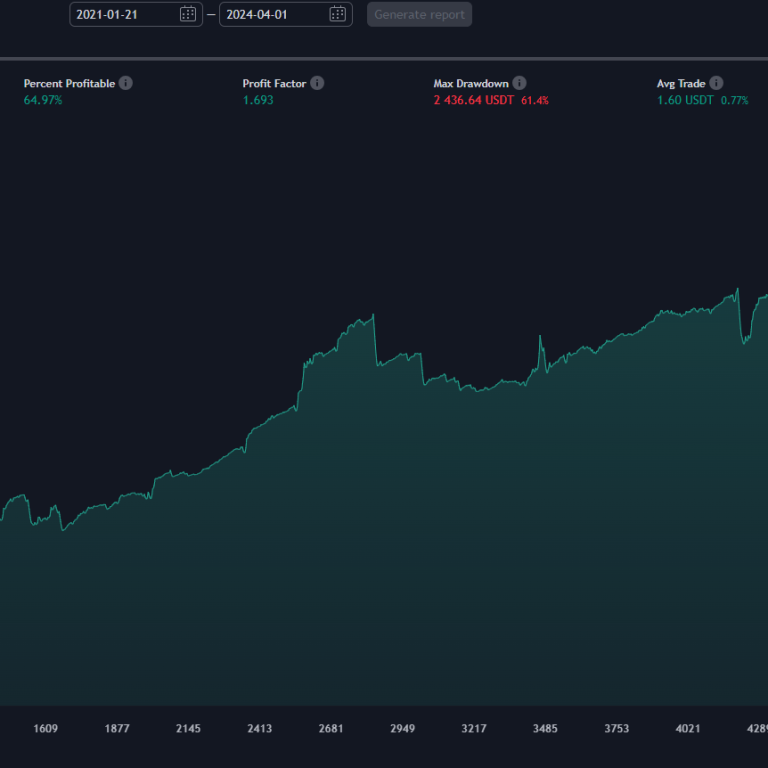 2021-01-21 — 2024-04-01 Generate report
Percent Profitable Profit Factor Max Drawdown Avg Trade
64.97% 1.693 2 436.64 USDT 61.4% 1.60 USDT 0.77%
1609 1877 2145 2413 2681 2949 3217 3485 3753 4021 4289